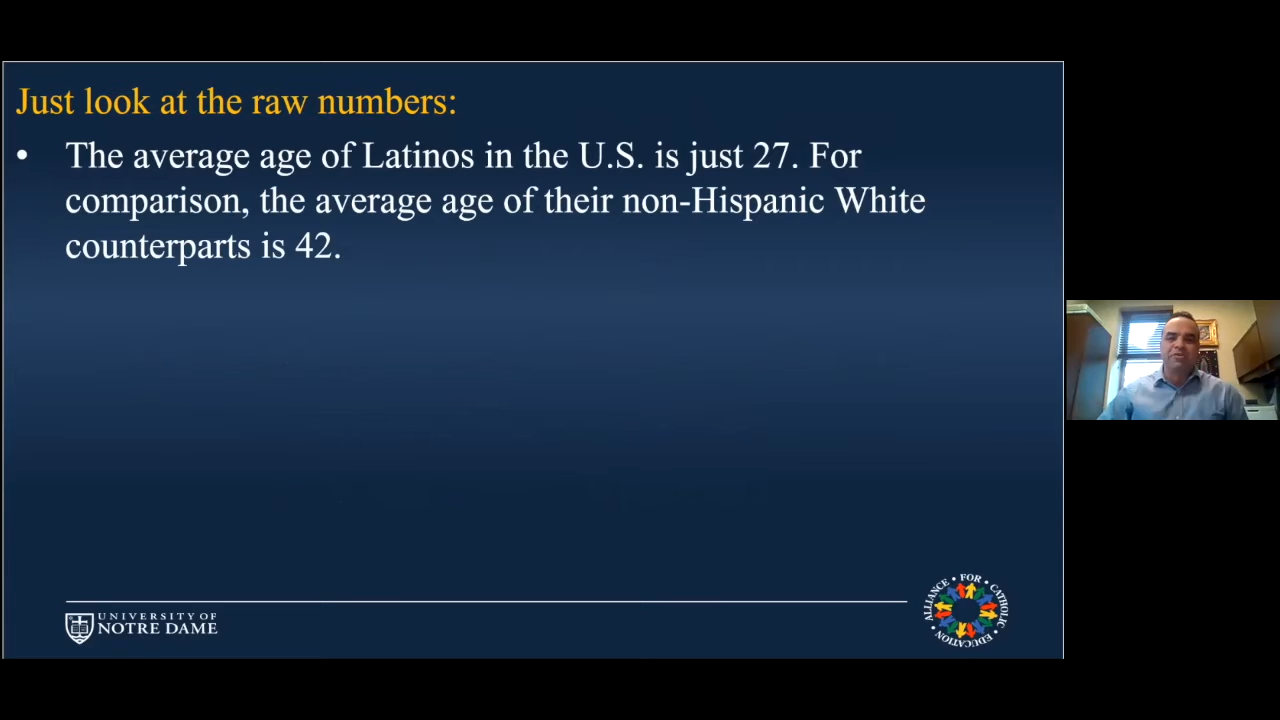 Just look at the raw numbers:
• The average age of Latinos in the U.S. is just 27. For
comparison, the average age of their non-Hispanic White
counterparts is 42.
UNIVERSITY OF
NOTRE DAME
ALLIANCE • FOR • CATHOLIC • EDUCATION •